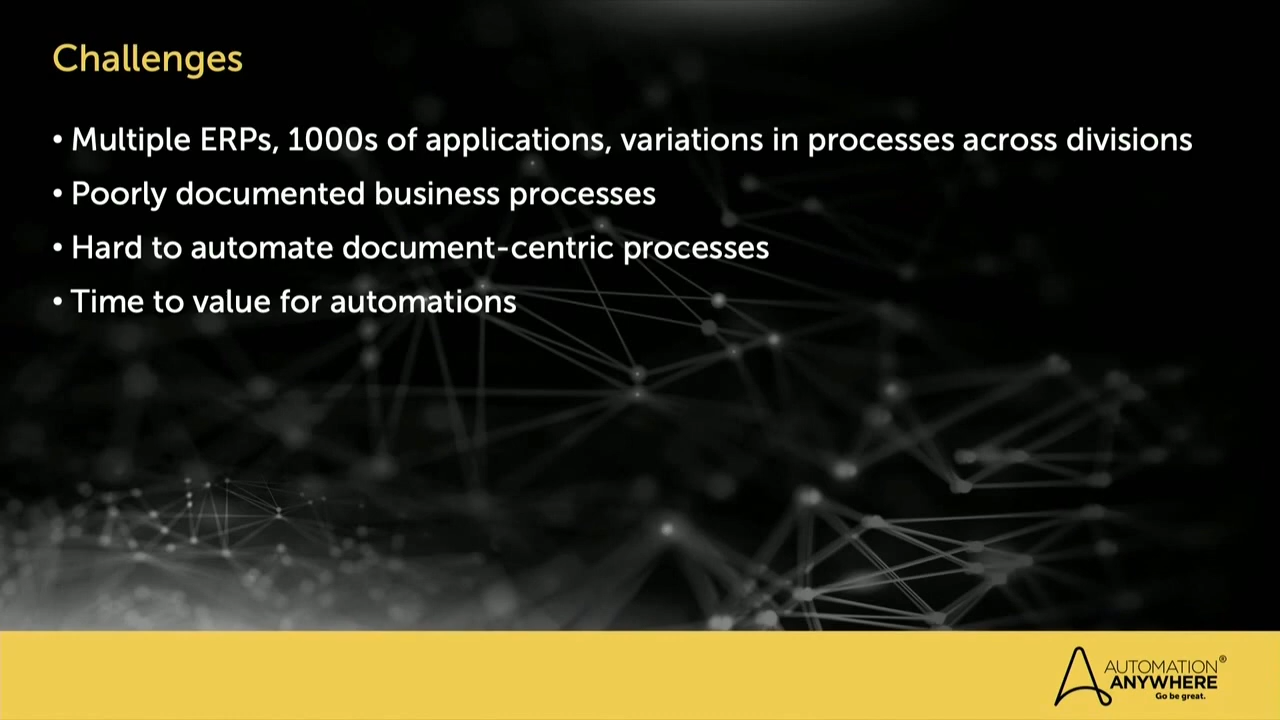 Challenges
• Multiple ERPs, 1000s of applications, variations in processes across divisions
• Poorly documented business processes
• Hard to automate document-centric processes
• Time to value for automations
AUTOMATION®
ANYWHERE
Go be great.